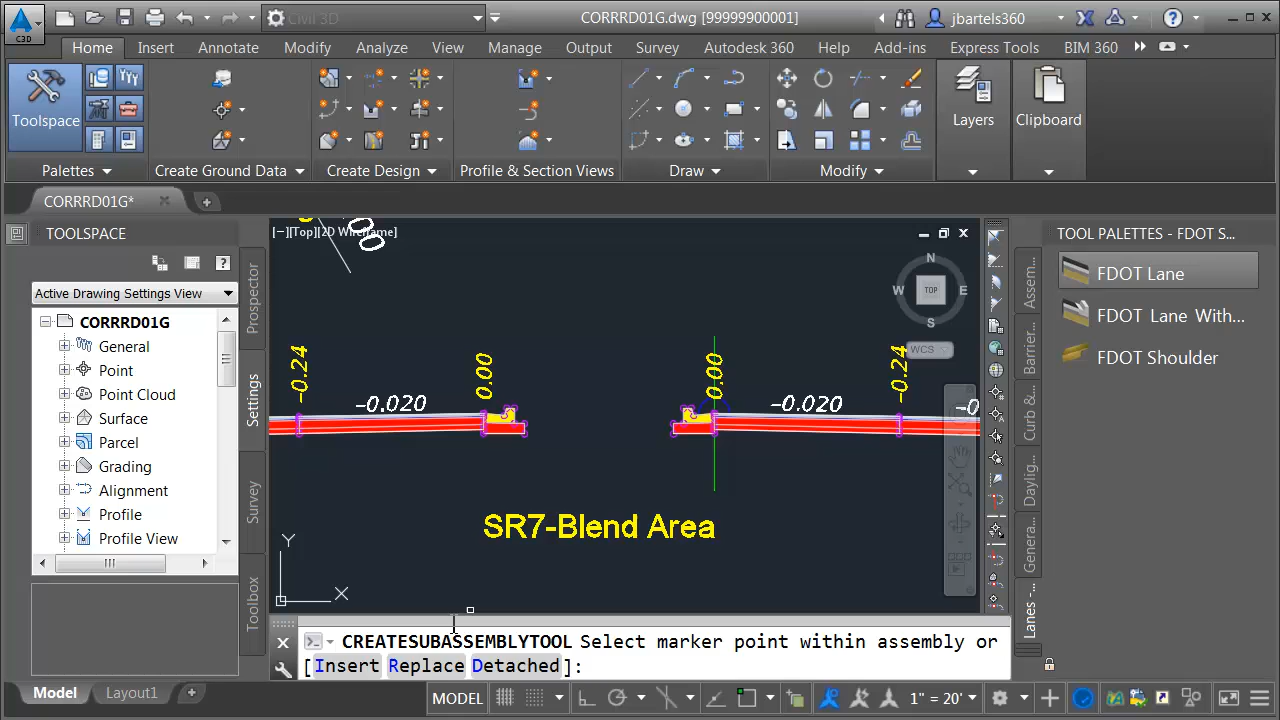 Civil 3D
CORRRD01G.dwg [99999900001]
jbartels360
C3D
Home Insert Annotate Modify Analyze View Manage Output Survey Autodesk 360 Help Add-ins Express Tools BIM 360
Toolspace
Layers
Clipboard
Palettes
Create Ground Data
Create Design
Profile & Section Views
Draw
Modify
CORRRD01G*
TOOLSPACE
[−][Top][2D Wireframe]
TOOL PALETTES - FDOT S...
Active Drawing Settings View
CORRRD01G
General
Point
Point Cloud
Surface
Parcel
Grading
Alignment
Profile
Profile View
Prospector
Settings
Survey
Toolbox
N
W TOP E
S
WCS
-0.24
0.00
0.00
-0.24
-0.020
-0.020
-0
SR7-Blend Area
Y
X
Assem...
Barrier...
Curb &...
Daylig...
Genera...
Lanes -...
FDOT Lane
FDOT Lane With...
FDOT Shoulder
CREATESUBASSEMBLYTOOL Select marker point within assembly or
[Insert Replace Detached]:
Model Layout1
MODEL
1" = 20'